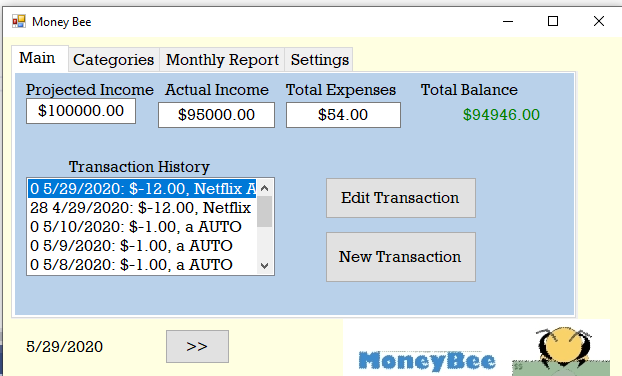 Money Bee
Main Categories Monthly Report Settings
Projected Income Actual Income Total Expenses Total Balance
$100000.00 $95000.00 $54.00 $94946.00
Transaction History
0 5/29/2020: $-12.00, Netflix A
28 4/29/2020: $-12.00, Netflix
0 5/10/2020: $-1.00, a AUTO
0 5/9/2020: $-1.00, a AUTO
0 5/8/2020: $-1.00, a AUTO
Edit Transaction
New Transaction
5/29/2020 >>
MoneyBee